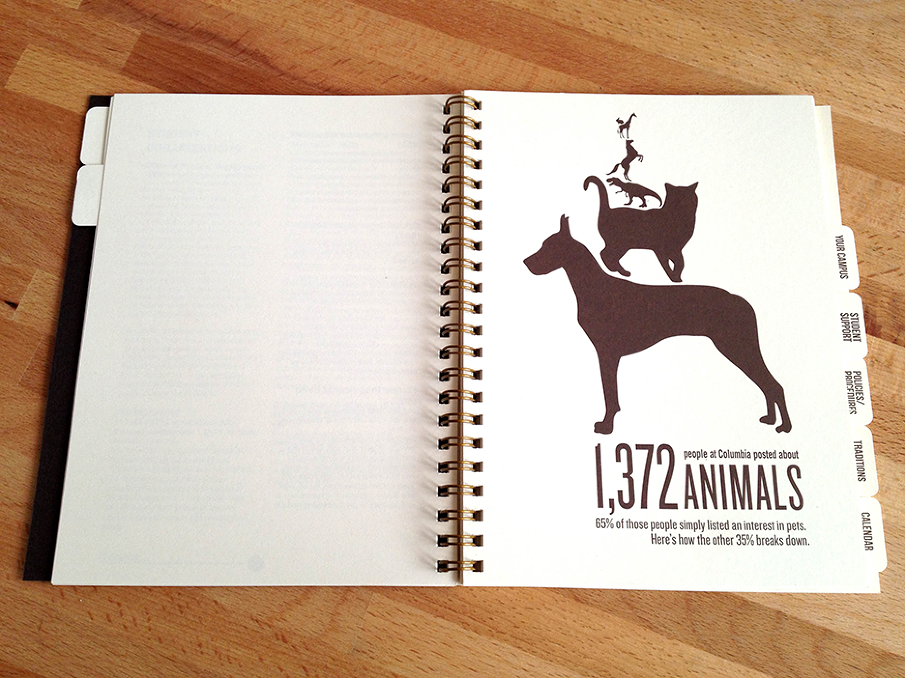 1,372 people at Columbia posted about
ANIMALS
65% of those people simply listed an interest in pets.
Here's how the other 35% breaks down.
YOUR CAMPUS
STUDENT
SUPPORT
POLICIES/
PROCEDURES
TRADITIONS
CALENDAR